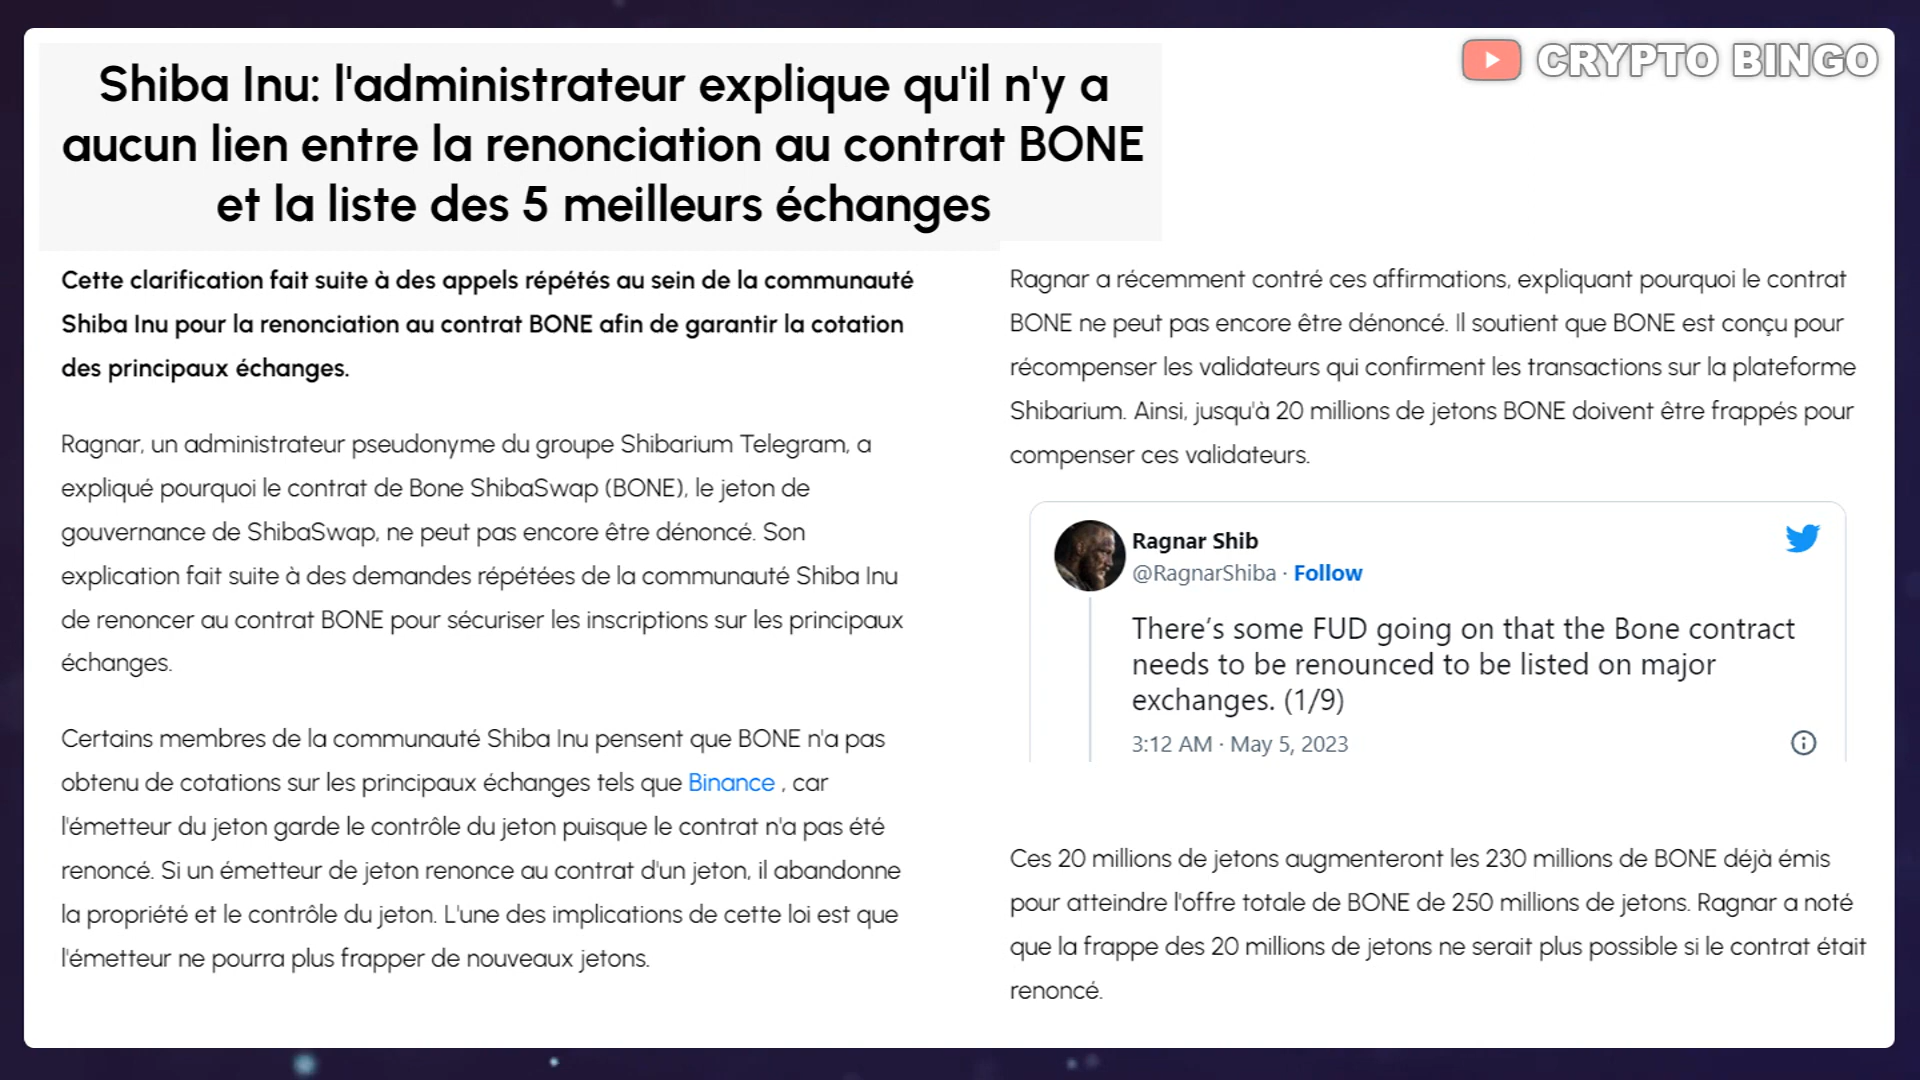 CRYPTO BINGO
Shiba Inu: l'administrateur explique qu'il n'y a
aucun lien entre la renonciation au contrat BONE
et la liste des 5 meilleurs échanges
Cette clarification fait suite à des appels répétés au sein de la communauté
Shiba Inu pour la renonciation au contrat BONE afin de garantir la cotation
des principaux échanges.
Ragnar, un administrateur pseudonyme du groupe Shibarium Telegram, a
expliqué pourquoi le contrat de Bone ShibaSwap (BONE), le jeton de
gouvernance de ShibaSwap, ne peut pas encore être dénoncé. Son
explication fait suite à des demandes répétées de la communauté Shiba Inu
de renoncer au contrat BONE pour sécuriser les inscriptions sur les principaux
échanges.
Certains membres de la communauté Shiba Inu pensent que BONE n'a pas
obtenu de cotations sur les principaux échanges tels que Binance , car
l'émetteur du jeton garde le contrôle du jeton puisque le contrat n'a pas été
renoncé. Si un émetteur de jeton renonce au contrat d'un jeton, il abandonne
la propriété et le contrôle du jeton. L'une des implications de cette loi est que
l'émetteur ne pourra plus frapper de nouveaux jetons.
Ragnar a récemment contré ces affirmations, expliquant pourquoi le contrat
BONE ne peut pas encore être dénoncé. Il soutient que BONE est conçu pour
récompenser les validateurs qui confirment les transactions sur la plateforme
Shibarium. Ainsi, jusqu'à 20 millions de jetons BONE doivent être frappés pour
compenser ces validateurs.
Ragnar Shib
@RagnarShiba · Follow
There's some FUD going on that the Bone contract
needs to be renounced to be listed on major
exchanges. (1/9)
3:12 AM · May 5, 2023
Ces 20 millions de jetons augmenteront les 230 millions de BONE déjà émis
pour atteindre l'offre totale de BONE de 250 millions de jetons. Ragnar a noté
que la frappe des 20 millions de jetons ne serait plus possible si le contrat était
renoncé.